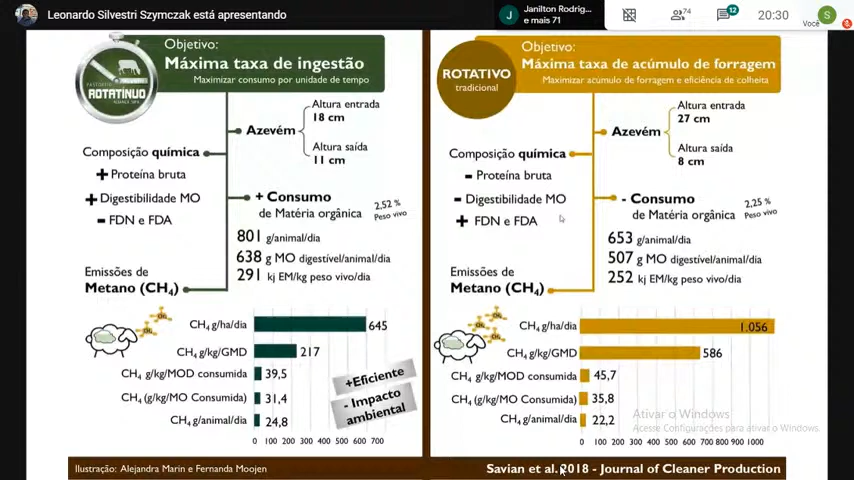 Leonardo Silvestri Szymczak está apresentando
Janilton Rodrig...
e mais 71
J
74
12
20:30
S
Você
ROTATÍNUO
Objetivo:
Máxima taxa de ingestão
Maximizar consumo por unidade de tempo
Altura entrada
18 cm
Azevém
Altura saída
11 cm
Composição química
+ Proteína bruta
+ Digestibilidade MO
- FDN e FDA
+ Consumo
de Matéria orgânica
2,52 %
Peso vivo
801 g/animal/dia
638 g MO digestível/animal/dia
291 kj EM/kg peso vivo/dia
Emissões de
Metano (CH4)
CH4
CH4
CH4 g/ha/dia 645
CH4 g/kg/GMD 217
CH4 g/kg/MOD consumida 39,5
CH4 (g/kg/MO Consumida) 31,4
CH4 g/animal/dia 24,8
0 100 200 300 400 500 600 700
+Eficiente
- Impacto
ambiental
Ilustração: Alejandra Marin e Fernanda Moojen
ROTATIVO
tradicional
Objetivo:
Máxima taxa de acúmulo de forragem
Maximizar acúmulo de forragem e eficiência de colheita
Altura entrada
27 cm
Azevém
Altura saída
8 cm
Composição química
- Proteína bruta
- Digestibilidade MO
+ FDN e FDA
- Consumo
de Matéria orgânica
2,25 %
Peso vivo
653 g/animal/dia
507 g MO digestível/animal/dia
252 kj EM/kg peso vivo/dia
Emissões de
Metano (CH4)
CH4
CH4
CH4
CH4 g/ha/dia 1.056
CH4 g/kg/GMD 586
CH4 g/kg/MOD consumida 45,7
CH4 (g/kg/MO Consumida) 35,8
CH4 g/animal/dia 22,2
0 100 200 300 400 500 600 700 800 900 1000
Ativar o Windows
Acesse Configurações para ativar o Windows.
Savian et al. 2018 - Journal of Cleaner Production